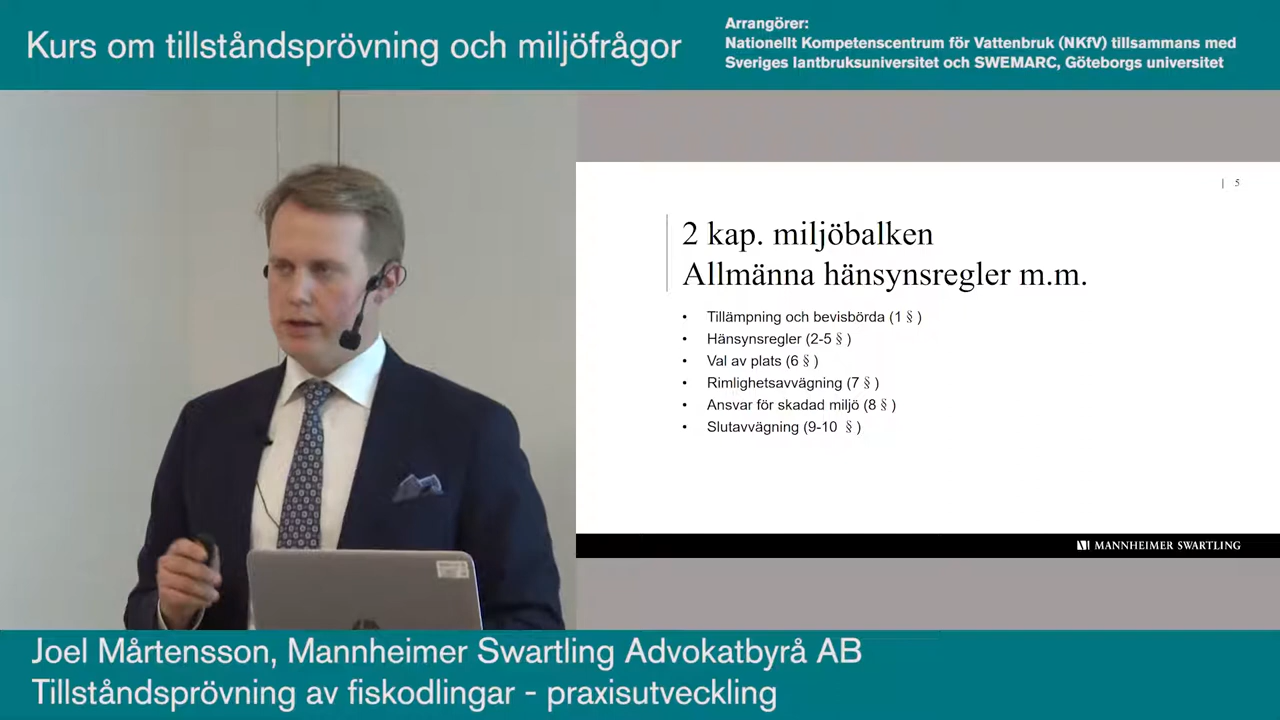 Kurs om tillståndsprövning och miljöfrågor
Arrangörer:
Nationellt Kompetenscentrum för Vattenbruk (NKfV) tillsammans med
Sveriges lantbruksuniversitet och SWEMARC, Göteborgs universitet
| 5
2 kap. miljöbalken
Allmänna hänsynsregler m.m.
• Tillämpning och bevisbörda (1 § )
• Hänsynsregler (2-5 § )
• Val av plats (6 § )
• Rimlighetsavvägning (7 § )
• Ansvar för skadad miljö (8 § )
• Slutavvägning (9-10 § )
MANNHEIMER SWARTLING
Joel Mårtensson, Mannheimer Swartling Advokatbyrå AB
Tillståndsprövning av fiskodlingar - praxisutveckling